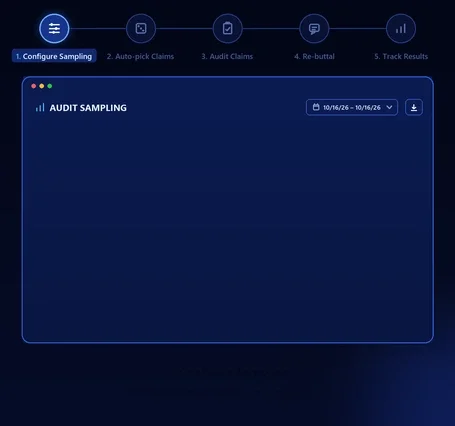 1. Configure Sampling
2. Auto-pick Claims
3. Audit Claims
4. Re-buttal
5. Track Results
AUDIT SAMPLING
10/16/26 – 10/16/26